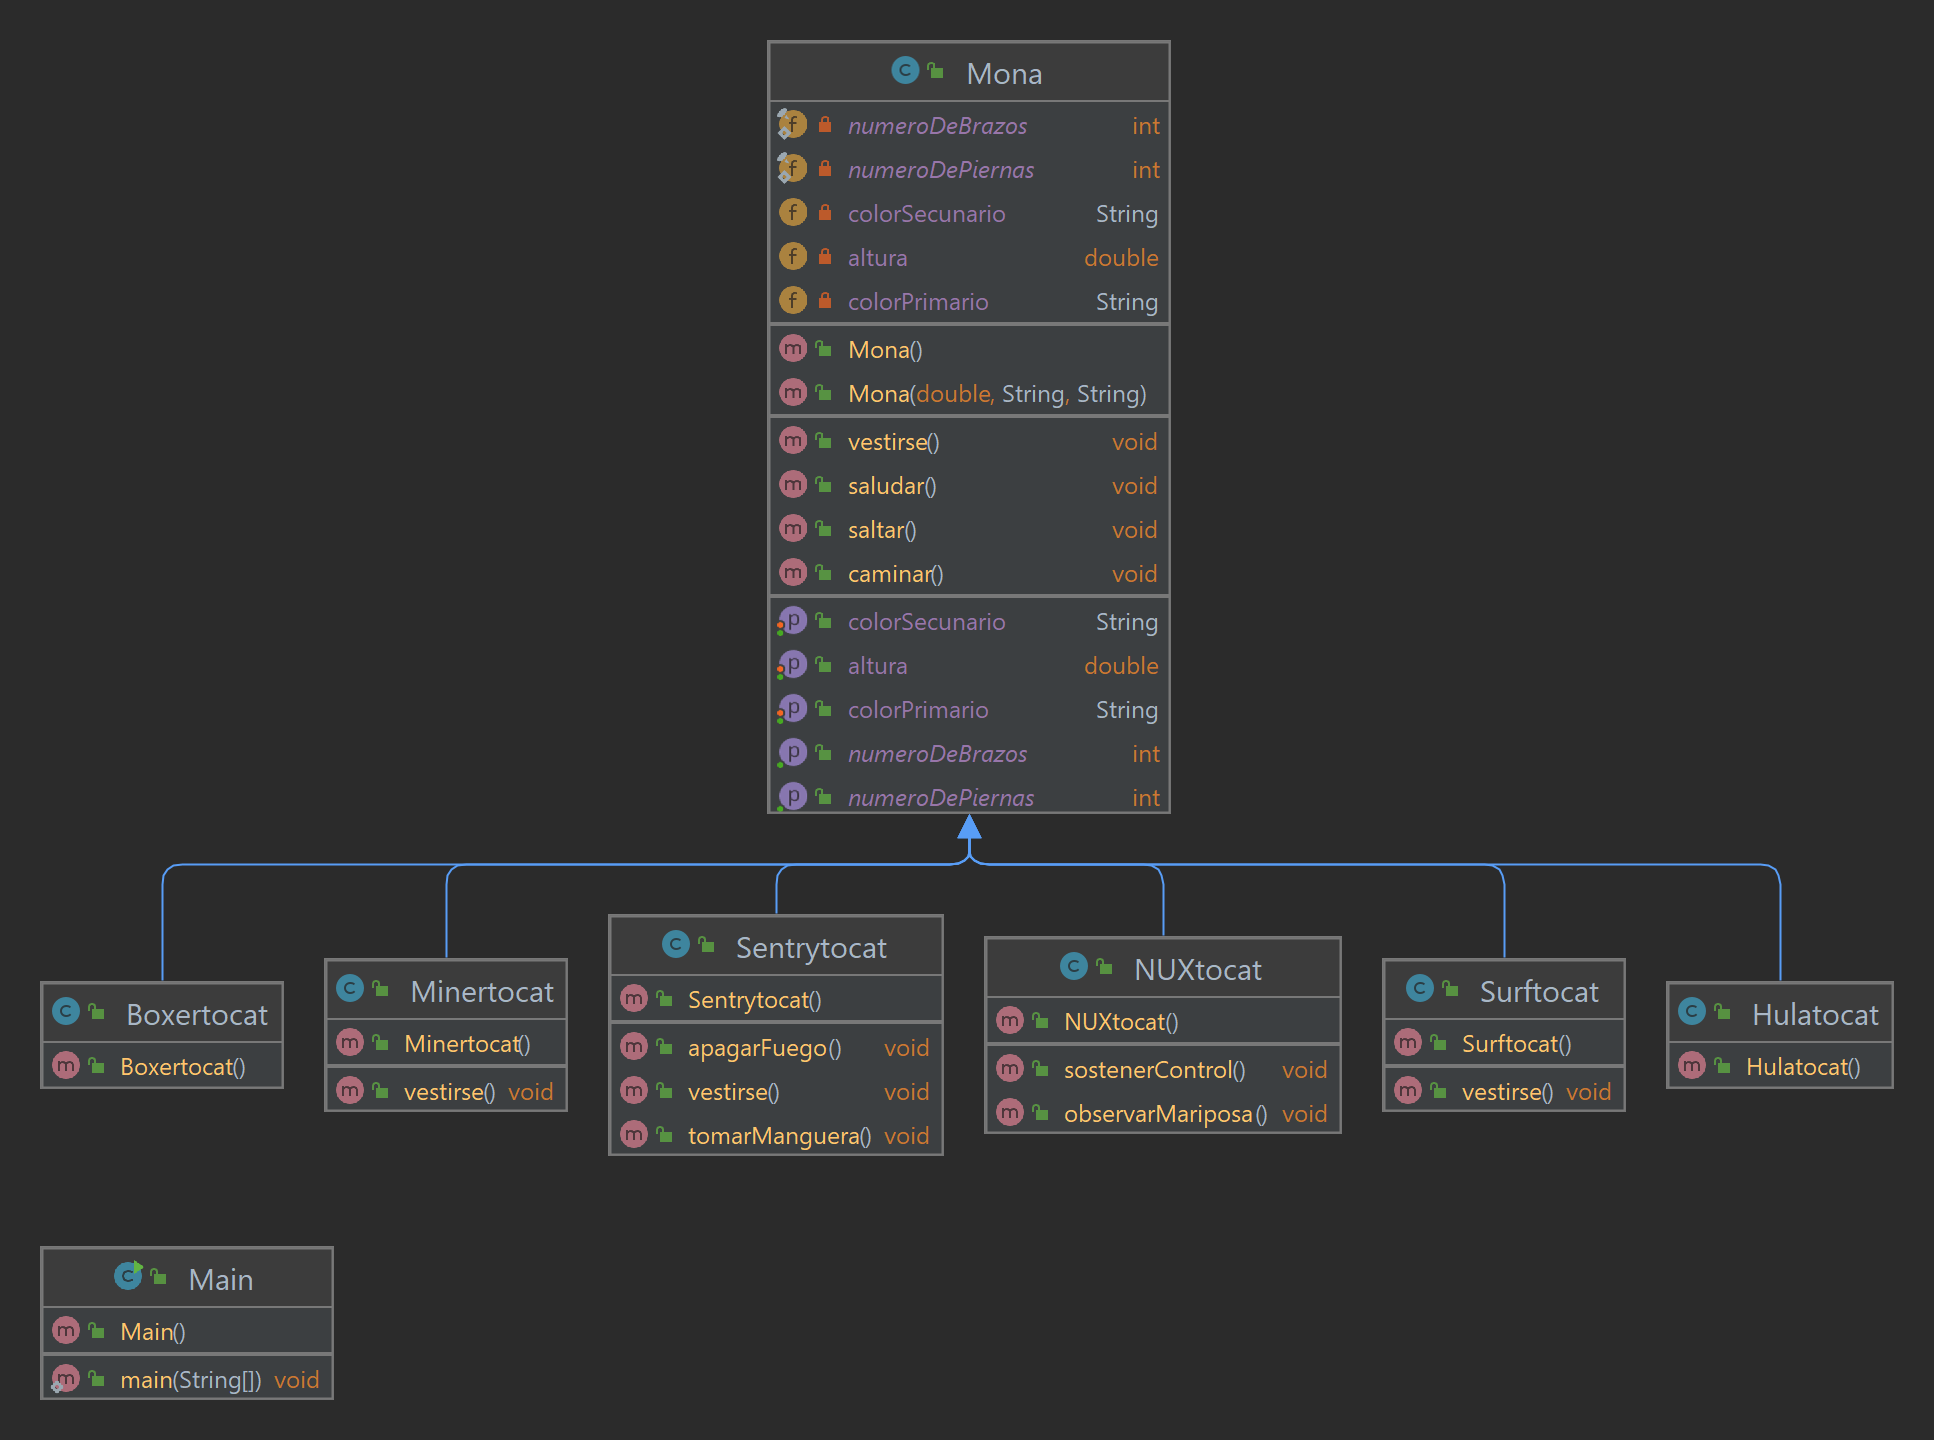 Mona
numeroDeBrazos int
numeroDePiernas int
colorSecunario String
altura double
colorPrimario String
Mona()
Mona(double, String, String)
vestirse() void
saludar() void
saltar() void
caminar() void
colorSecunario String
altura double
colorPrimario String
numeroDeBrazos int
numeroDePiernas int
Boxertocat
Boxertocat()
Minertocat
Minertocat()
vestirse() void
Sentrytocat
Sentrytocat()
apagarFuego() void
vestirse() void
tomarManguera() void
NUXtocat
NUXtocat()
sostenerControl() void
observarMariposa() void
Surftocat
Surftocat()
vestirse() void
Hulatocat
Hulatocat()
Main
Main()
main(String[]) void